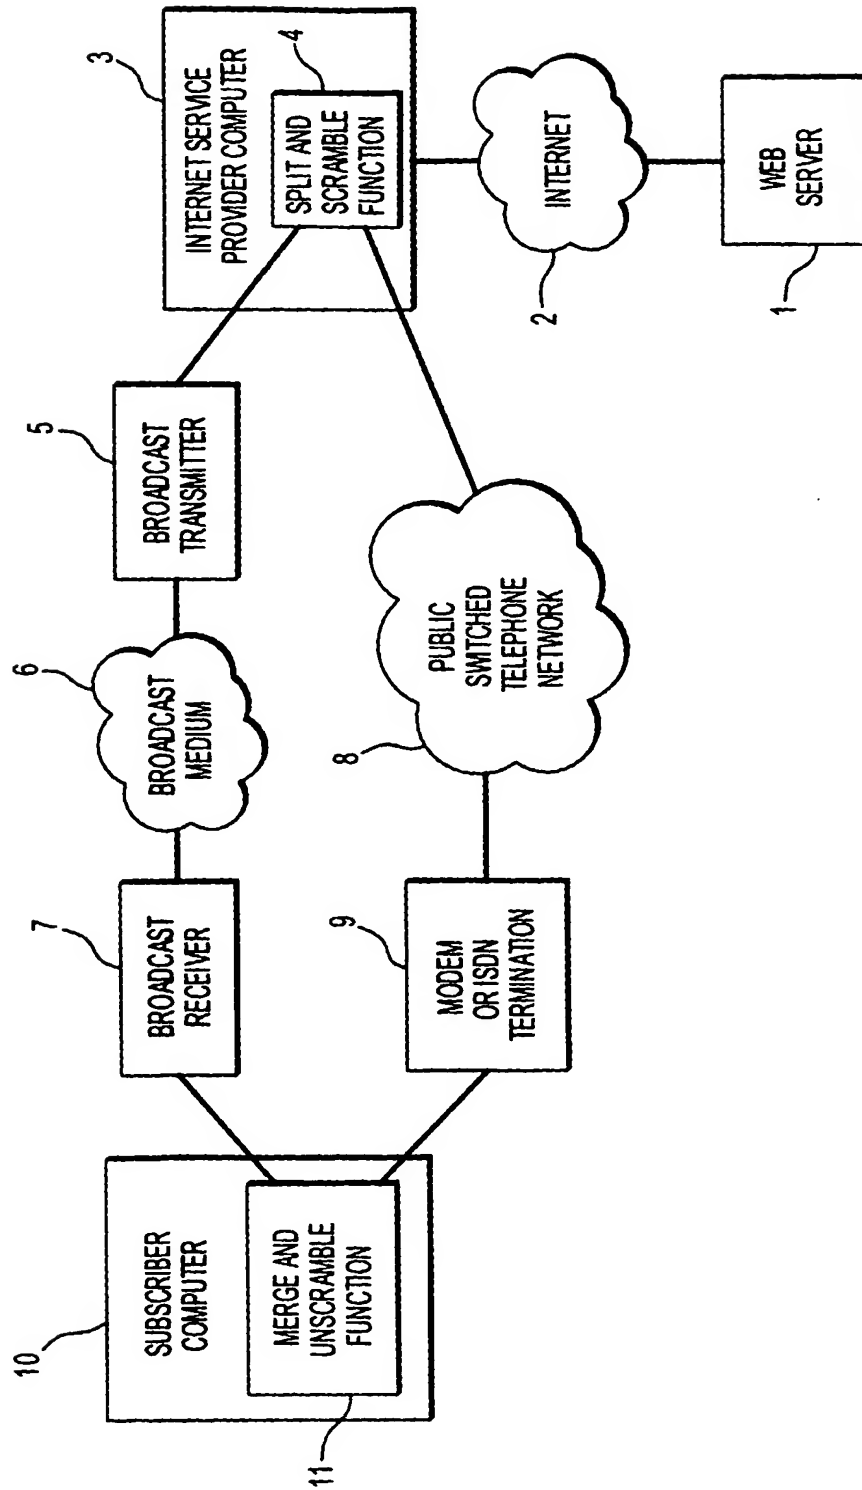 10
SUBSCRIBER
COMPUTER
MERGE AND
UNSCRAMBLE
FUNCTION
11
7
BROADCAST
RECEIVER
6
BROADCAST
MEDIUM
5
BROADCAST
TRANSMITTER
3
INTERNET SERVICE
PROVIDER COMPUTER
4
SPLIT AND
SCRAMBLE
FUNCTION
9
MODEM
OR ISDN
TERMINATION
8
PUBLIC
SWITCHED
TELEPHONE
NETWORK
2
INTERNET
1
WEB
SERVER